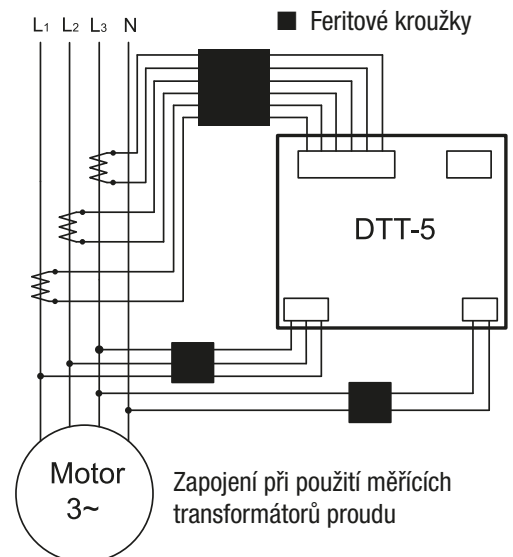 ■ Feritové kroužky
L1 L2 L3 N
DTT-5
Motor
3~
Zapojení při použití měřících
transformátorů proudu